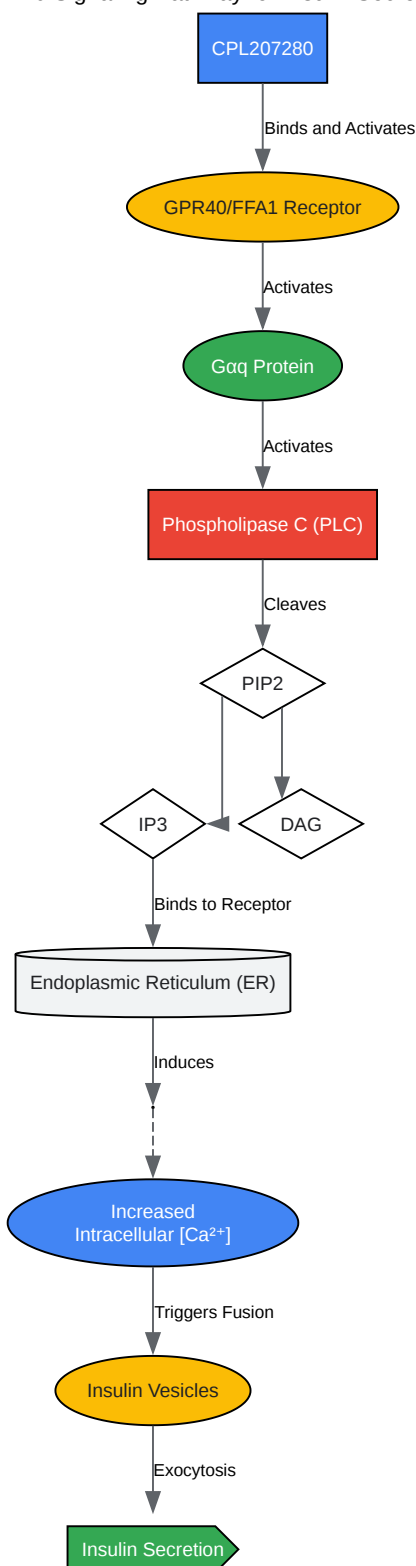 CPL207280
Binds and Activates
GPR40/FFA1 Receptor
Activates
Gαq Protein
Activates
Phospholipase C (PLC)
Cleaves
PIP2
IP3
DAG
Binds to Receptor
Endoplasmic Reticulum (ER)
Induces
Increased
Intracellular [Ca²⁺]
Triggers Fusion
Insulin Vesicles
Exocytosis
Insulin Secretion